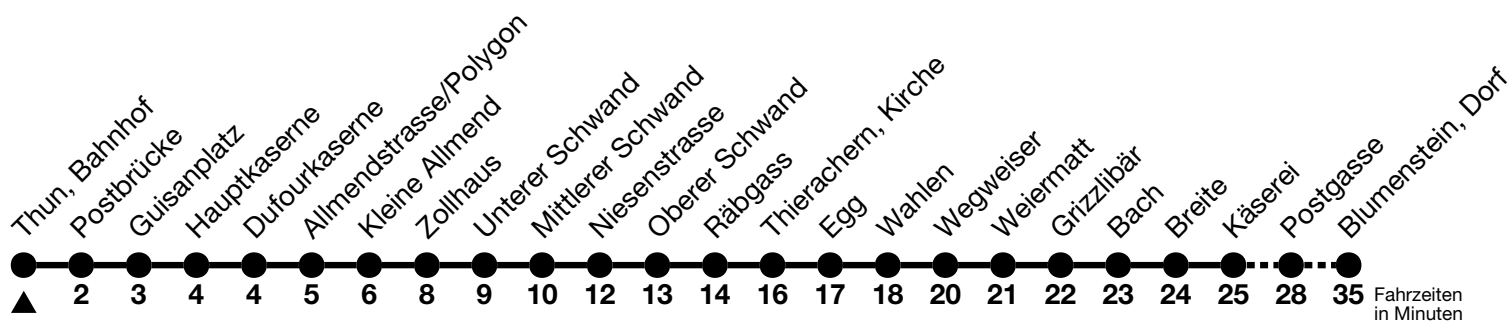 Thun, Bahnhof
Postbrücke
Guisanplatz
Hauptkaserne
Dufourkaserne
Allmendstrasse/Polygon
Kleine Allmend
Zollhaus
Unterer Schwand
Mittlerer Schwand
Niesenstrasse
Oberer Schwand
Räbgass
Thierachern, Kirche
Egg
Wahlen
Wegweiser
Weiermatt
Grizzlibär
Bach
Breite
Käserei
Postgasse
Blumenstein, Dorf
2 3 4 4 5 6 8 9 10 12 13 14 16 17 18 20 21 22 23 24 25 28 35
Fahrzeiten
in Minuten